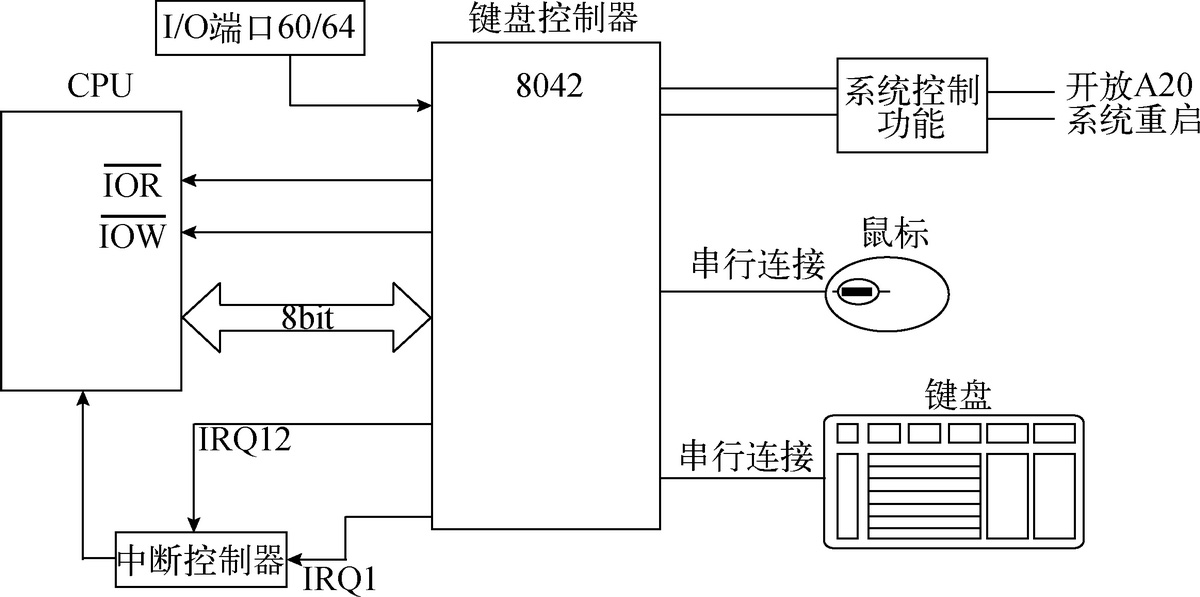 I/O端口60/64
键盘控制器
8042
CPU
系统控制
功能
开放A20
系统重启
IOR
IOW
8bit
鼠标
串行连接
键盘
串行连接
IRQ12
中断控制器
IRQ1